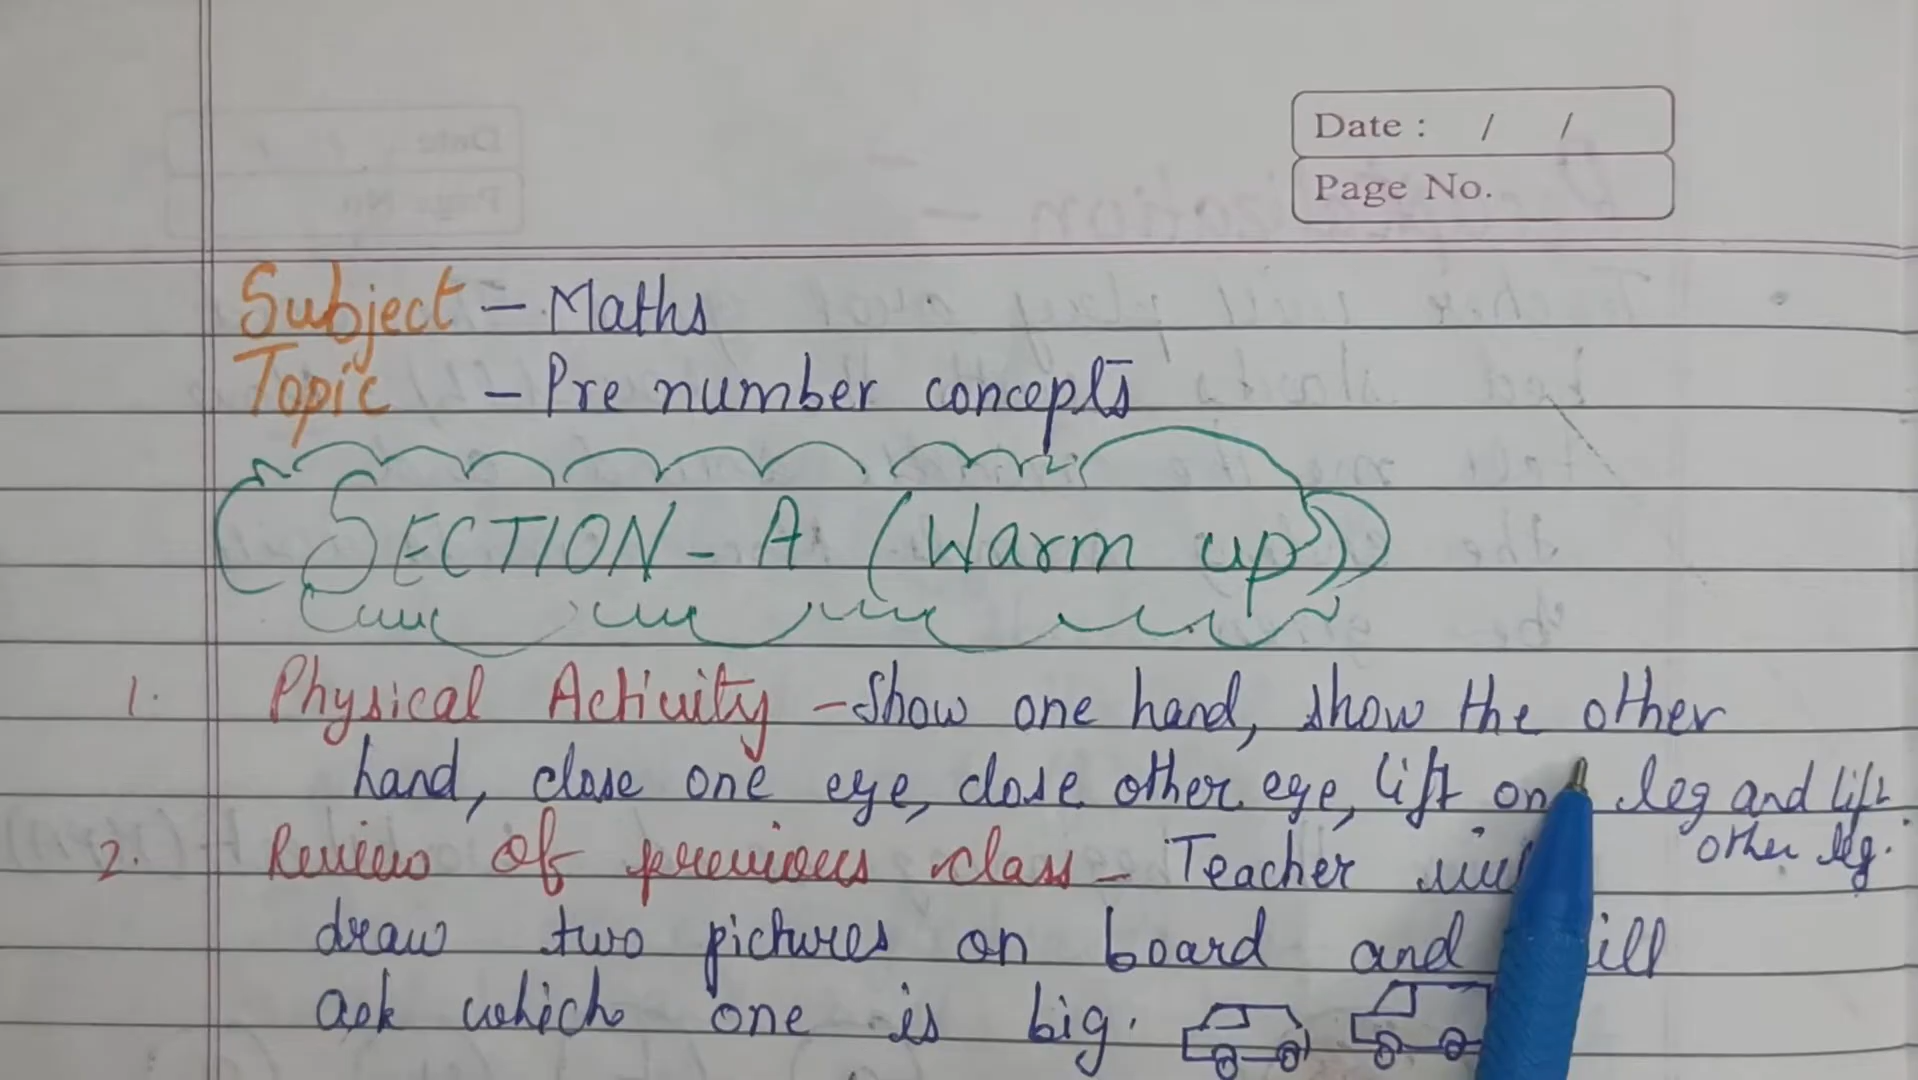 Date : / /
Page No.
Subject – Maths
Topic – Pre number concepts
SECTION - A (Warm up)
1. Physical Activity – Show one hand, show the other
hand, close one eye, close other eye, lift on leg and lift
other leg.
2. Review of previous class – Teacher
draw two pictures on board and
ask which one is big.